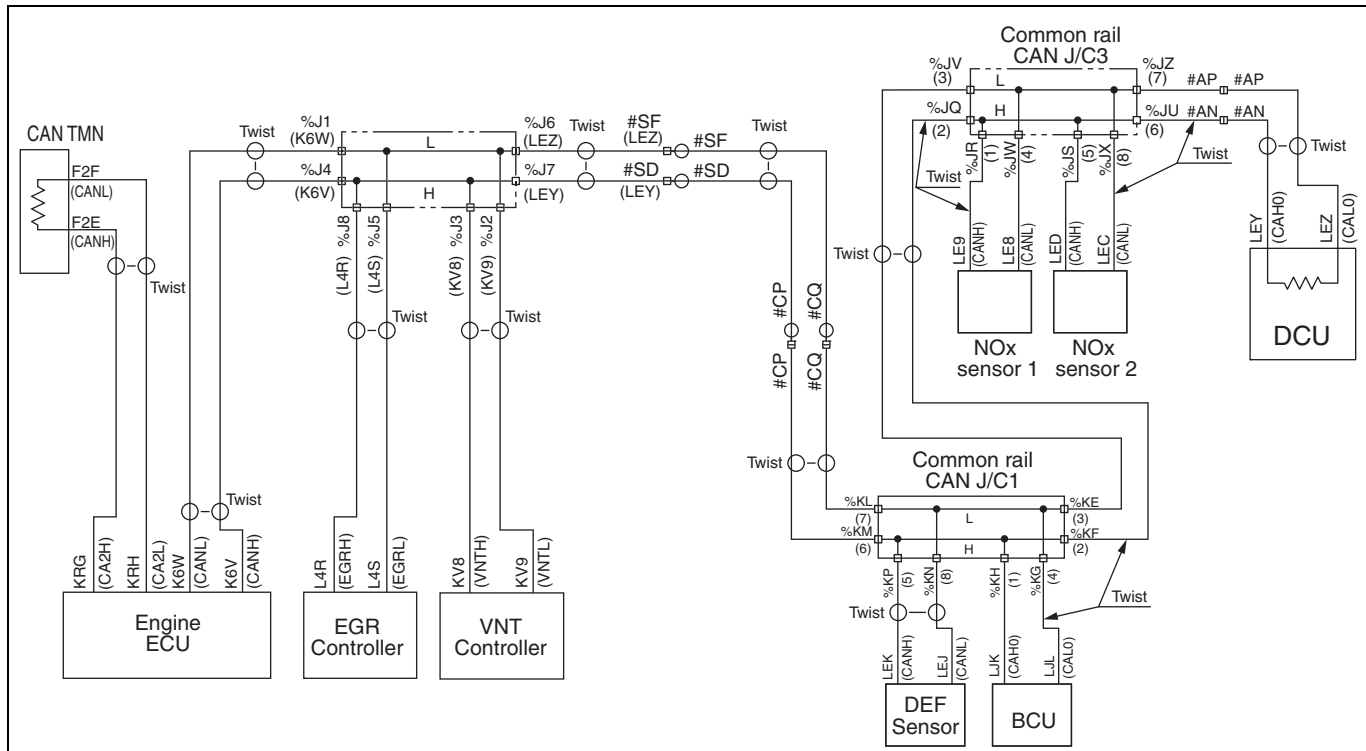 Common rail
CAN J/C3
%JV
(3)
L
%JZ
(7)
#AP
#AP
%JQ
(2)
H
%JU
(6)
#AN
#AN
%JR
(1)
%JW
(4)
%JS
(5)
%JX
(8)
Twist
Twist
Twist
Twist
LE9
(CANH)
LE8
(CANL)
LED
(CANH)
LEC
(CANL)
LEY
(CAH0)
LEZ
(CAL0)
NOx
sensor 1
NOx
sensor 2
DCU
CAN TMN
F2F
(CANL)
F2E
(CANH)
Twist
Twist
%J1
(K6W)
L
%J6
(LEZ)
Twist
#SF
(LEZ)
#SF
Twist
%J4
(K6V)
H
%J7
(LEY)
#SD
(LEY)
#SD
(L4R) %J8
(L4S) %J5
(KV8) %J3
(KV9) %J2
Twist
Twist
#CP
#CQ
#CP
#CQ
Twist
Twist
Common rail
CAN J/C1
%KL
(7)
L
%KE
(3)
%KM
(6)
H
%KF
(2)
%KP
(5)
%KN
(8)
%KH
(1)
%KG
(4)
Twist
Twist
LEK
(CANH)
LEJ
(CANL)
LJK
(CAH0)
LJL
(CAL0)
DEF
Sensor
BCU
KRG
(CA2H)
KRH
(CA2L)
K6W
(CANL)
K6V
(CANH)
L4R
(EGRH)
L4S
(EGRL)
KV8
(VNTH)
KV9
(VNTL)
Engine
ECU
EGR
Controller
VNT
Controller